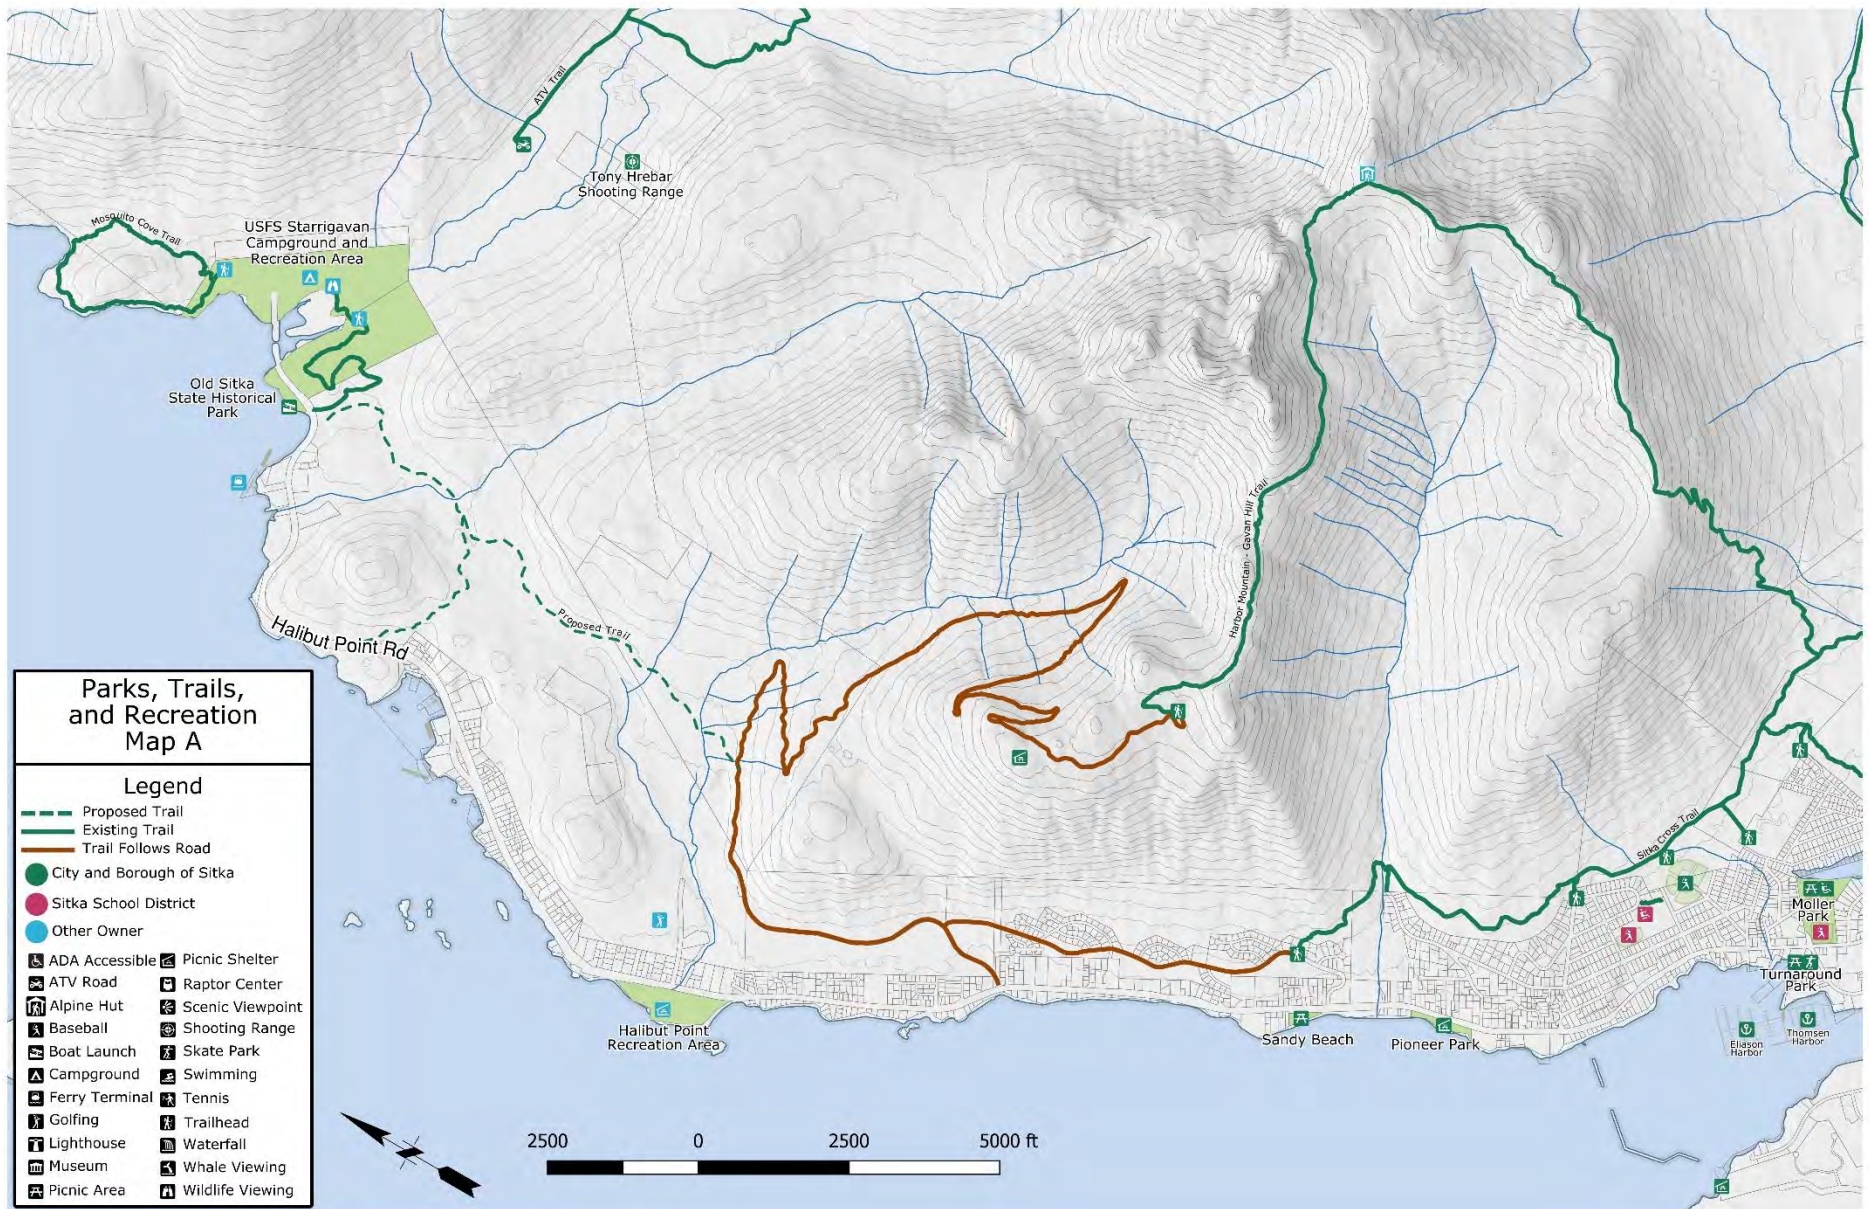 ATV Trail
Tony Hrebar
Shooting Range
Mosquito Cove Trail
USFS Starrigavan
Campground and
Recreation Area
Old Sitka
State Historical
Park
Harbor Mountain - Gavan Hill Trail
Proposed Trail
Halibut Point Rd
Sitka Cross Trail
Moller
Park
Turnaround
Park
Halibut Point
Recreation Area
Sandy Beach
Pioneer Park
Eliason
Harbor
Thomsen
Harbor
Parks, Trails,
and Recreation
Map A
Legend
Proposed Trail
Existing Trail
Trail Follows Road
City and Borough of Sitka
Sitka School District
Other Owner
ADA Accessible
ATV Road
Alpine Hut
Baseball
Boat Launch
Campground
Ferry Terminal
Golfing
Lighthouse
Museum
Picnic Area
Picnic Shelter
Raptor Center
Scenic Viewpoint
Shooting Range
Skate Park
Swimming
Tennis
Trailhead
Waterfall
Whale Viewing
Wildlife Viewing
2500 0 2500 5000 ft